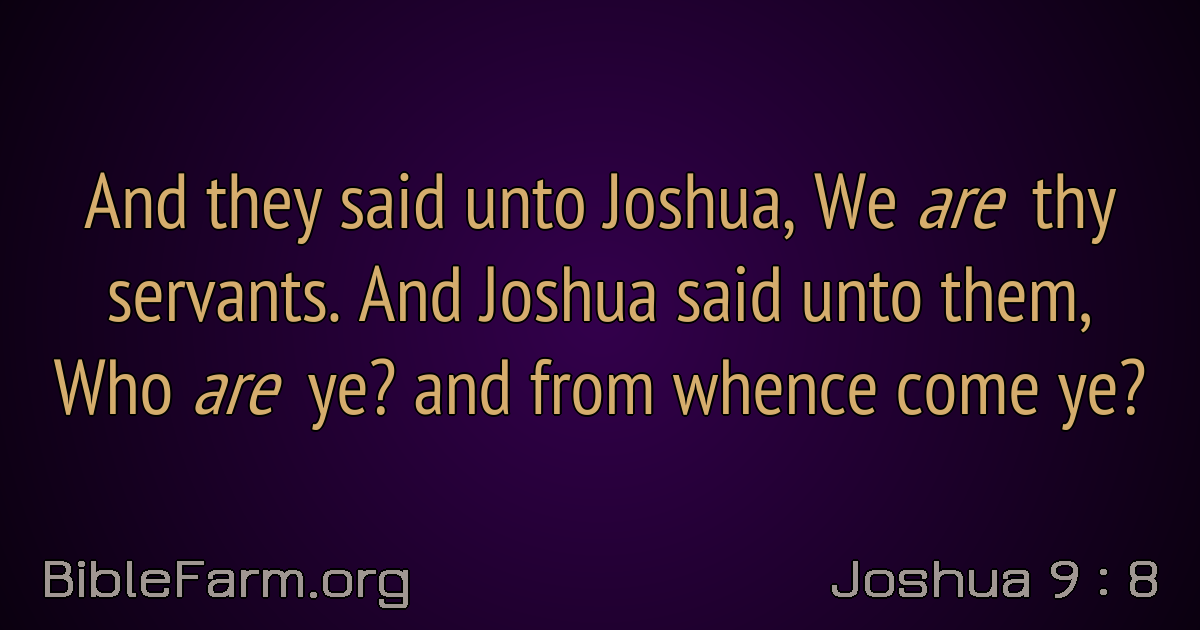 And they said unto Joshua, We are thy
servants. And Joshua said unto them,
Who are ye? and from whence come ye?
BibleFarm.org
Joshua 9 : 8